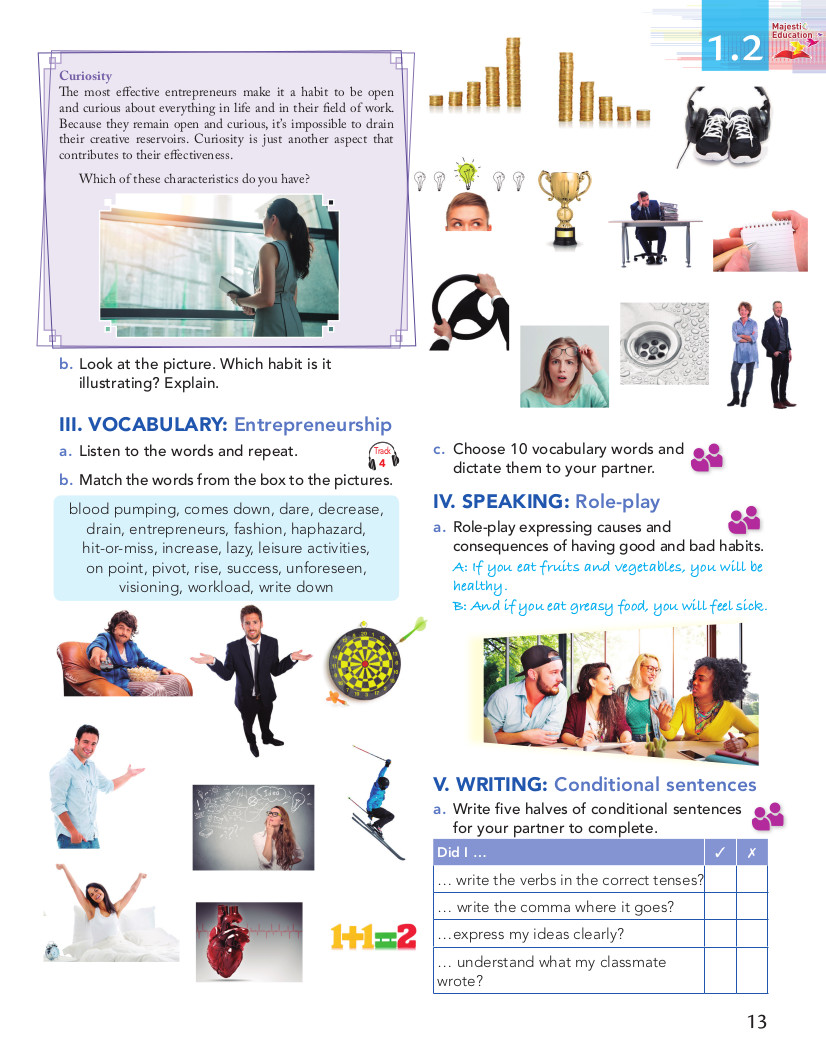 1.2
Majesti
Education
Curiosity
The most effective entrepreneurs make it a habit to be open
and curious about everything in life and in their field of work.
Because they remain open and curious, it's impossible to drain
their creative reservoirs. Curiosity is just another aspect that
contributes to their effectiveness.
Which of these characteristics do you have?
b. Look at the picture. Which habit is it
illustrating? Explain.
III. VOCABULARY: Entrepreneurship
a. Listen to the words and repeat.
Track
4
b. Match the words from the box to the pictures.
blood pumping, comes down, dare, decrease,
drain, entrepreneurs, fashion, haphazard,
hit-or-miss, increase, lazy, leisure activities,
on point, pivot, rise, success, unforeseen,
visioning, workload, write down
1+1=2
c. Choose 10 vocabulary words and
dictate them to your partner.
IV. SPEAKING: Role-play
a. Role-play expressing causes and
consequences of having good and bad habits.
A: If you eat fruits and vegetables, you will be
healthy.
B: And if you eat greasy food, you will feel sick.
V. WRITING: Conditional sentences
a. Write five halves of conditional sentences
for your partner to complete.
Did I ... ✓ ✗
... write the verbs in the correct tenses?
... write the comma where it goes?
...express my ideas clearly?
... understand what my classmate
wrote?
13